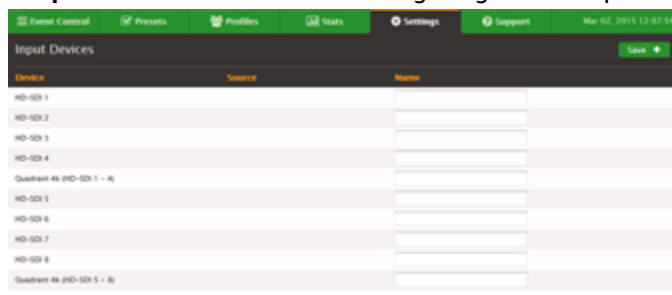 Event Control Presets Profiles Stats Settings Support Mar 02, 2015 12:07:54
Input Devices
Save +
Device Source Name
HD-SDI 1
HD-SDI 2
HD-SDI 3
HD-SDI 4
Quadrant 4k (HD-SDI 1 - 4)
HD-SDI 5
HD-SDI 6
HD-SDI 7
HD-SDI 8
Quadrant 4k (HD-SDI 5 - 8)